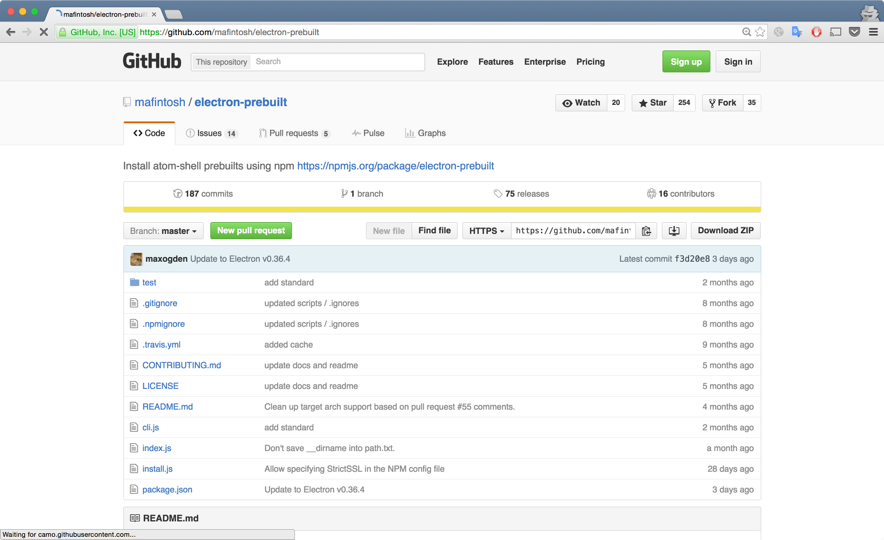 mafintosh/electron-prebuilt
GitHub, Inc. [US] https://github.com/mafintosh/electron-prebuilt
GitHub This repository Search Explore Features Enterprise Pricing Sign up Sign in
mafintosh / electron-prebuilt Watch 20 Star 254 Fork 35
Code Issues 14 Pull requests 5 Pulse Graphs
Install atom-shell prebuilts using npm https://npmjs.org/package/electron-prebuilt
187 commits 1 branch 75 releases 16 contributors
Branch: master New pull request New file Find file HTTPS https://github.com/mafint Download ZIP
maxogden Update to Electron v0.36.4 Latest commit f3d20e8 3 days ago
test add standard 2 months ago
.gitignore updated scripts / .ignores 8 months ago
.npmignore updated scripts / .ignores 8 months ago
.travis.yml added cache 9 months ago
CONTRIBUTING.md update docs and readme 5 months ago
LICENSE update docs and readme 5 months ago
README.md Clean up target arch support based on pull request #55 comments. 4 months ago
cli.js add standard 2 months ago
index.js Don't save __dirname into path.txt. a month ago
install.js Allow specifying StrictSSL in the NPM config file 28 days ago
package.json Update to Electron v0.36.4 3 days ago
README.md
Waiting for camo.githubusercontent.com...